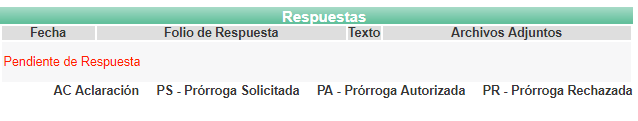 Respuestas
Fecha Folio de Respuesta Texto Archivos Adjuntos
Pendiente de Respuesta
AC Aclaración PS - Prórroga Solicitada PA - Prórroga Autorizada PR - Prórroga Rechazada